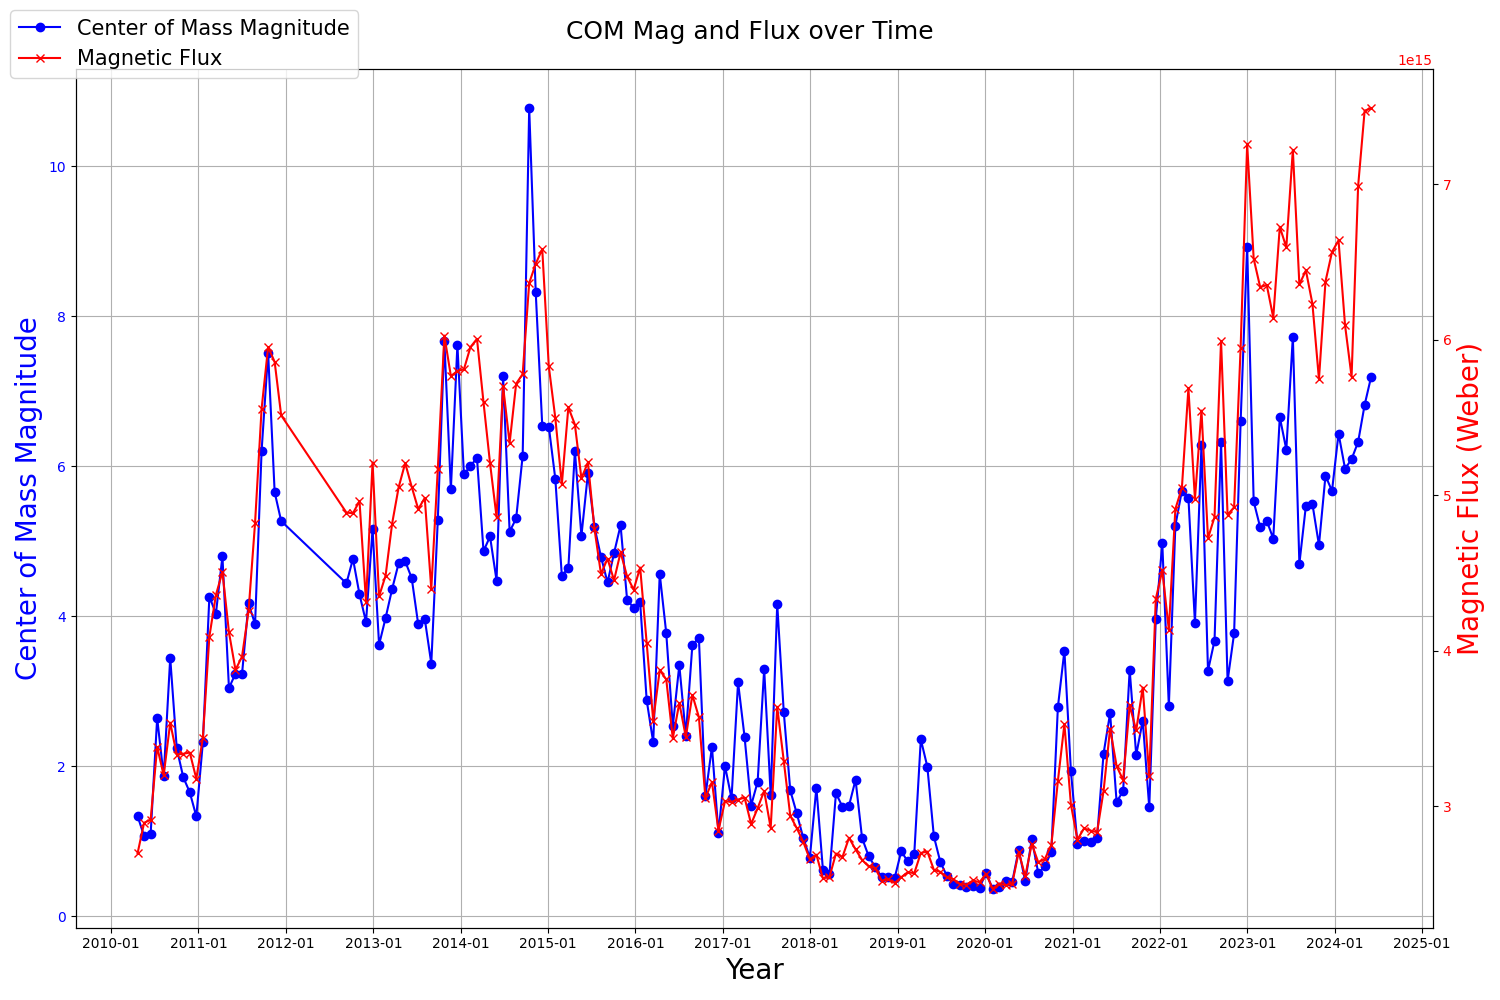 COM Mag and Flux over Time
Center of Mass Magnitude
Magnetic Flux
1e15
10
8
6
4
2
0
Center of Mass Magnitude
7
6
5
4
3
Magnetic Flux (Weber)
2010-01 2011-01 2012-01 2013-01 2014-01 2015-01 2016-01 2017-01 2018-01 2019-01 2020-01 2021-01 2022-01 2023-01 2024-01 2025-01
Year